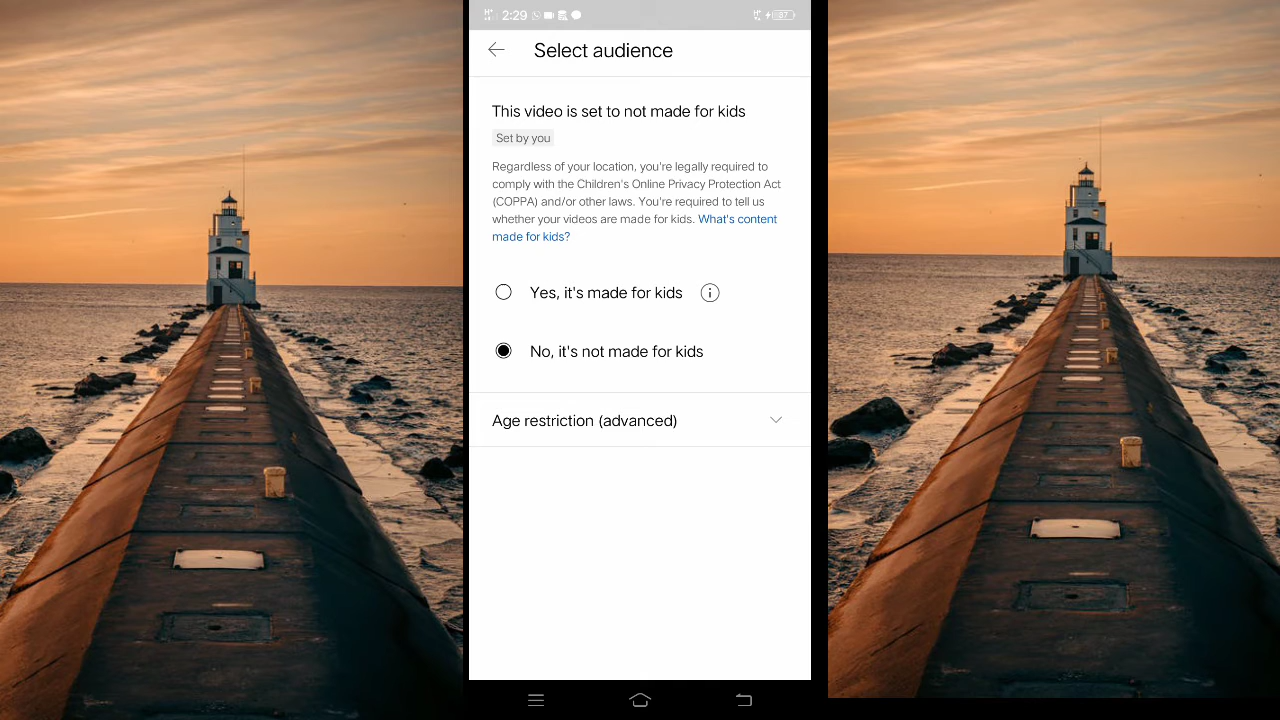 2:29
97
Select audience
This video is set to not made for kids
Set by you
Regardless of your location, you're legally required to
comply with the Children's Online Privacy Protection Act
(COPPA) and/or other laws. You're required to tell us
whether your videos are made for kids. What's content
made for kids?
Yes, it's made for kids
No, it's not made for kids
Age restriction (advanced)